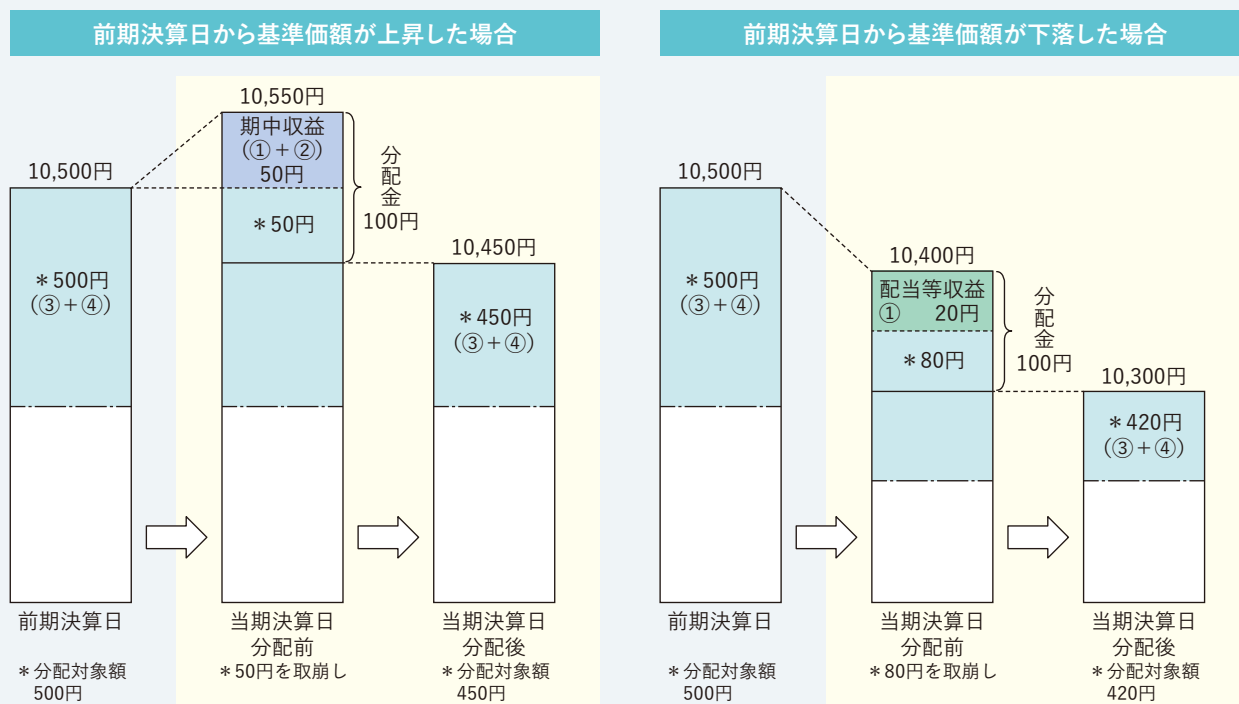 前期決算日から基準価額が上昇した場合
10,500円
＊500円
（③＋④）
10,550円
期中収益
（①＋②）
50円
＊50円
分配金
100円
10,450円
＊450円
（③＋④）
前期決算日
＊分配対象額
500円
当期決算日
分配前
＊50円を取崩し
当期決算日
分配後
＊分配対象額
450円
前期決算日から基準価額が下落した場合
10,500円
＊500円
（③＋④）
10,400円
配当等収益
① 20円
＊80円
分配金
100円
10,300円
＊420円
（③＋④）
前期決算日
＊分配対象額
500円
当期決算日
分配前
＊80円を取崩し
当期決算日
分配後
＊分配対象額
420円